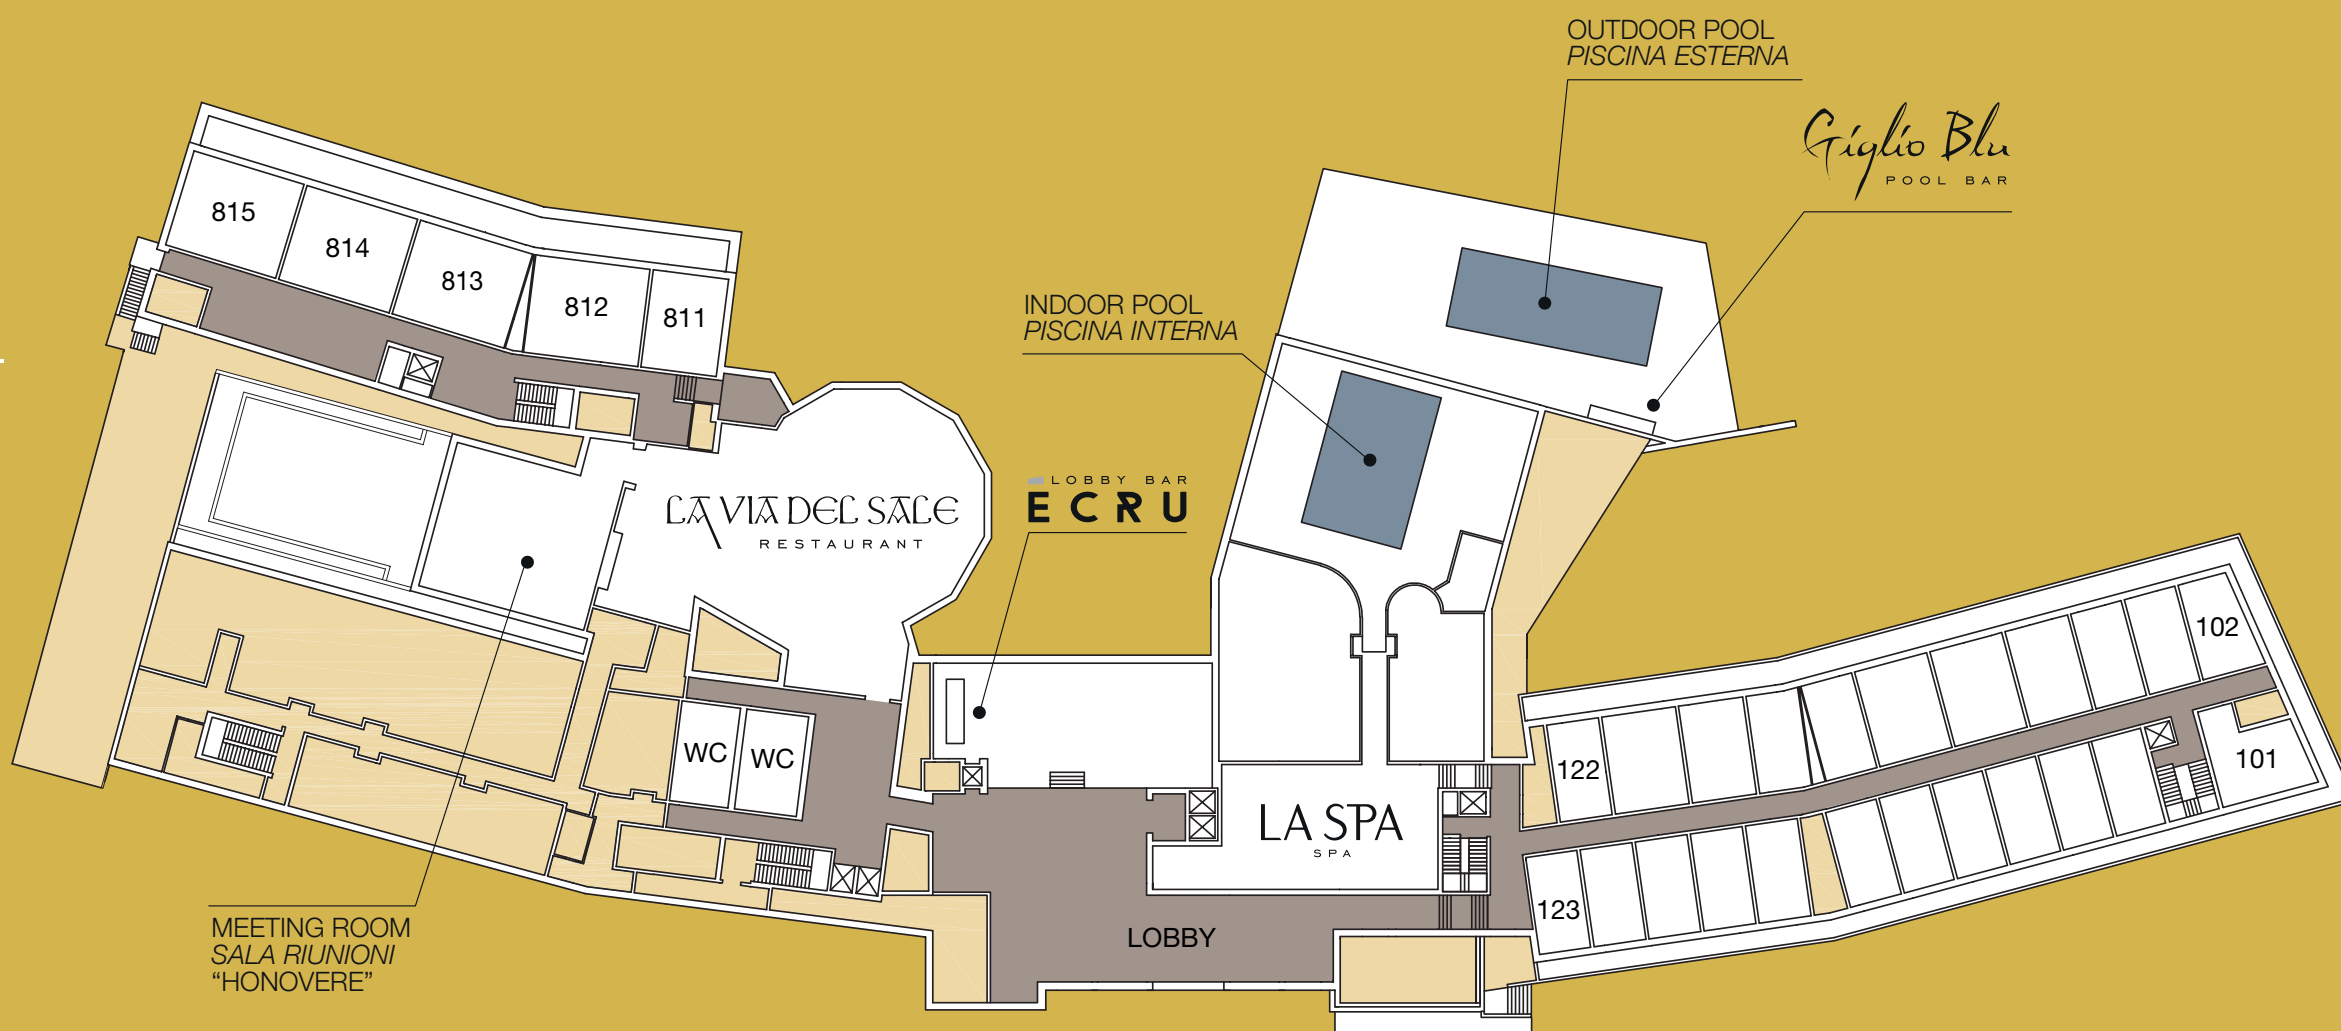 OUTDOOR POOL
PISCINA ESTERNA
Giglio Blu
POOL BAR
815
814
813
812
811
INDOOR POOL
PISCINA INTERNA
LOBBY BAR
ECRU
LA VIA DEL SALE
RESTAURANT
102
101
122
123
WC
WC
LA SPA
SPA
LOBBY
MEETING ROOM
SALA RIUNIONI
“HONOVERE”